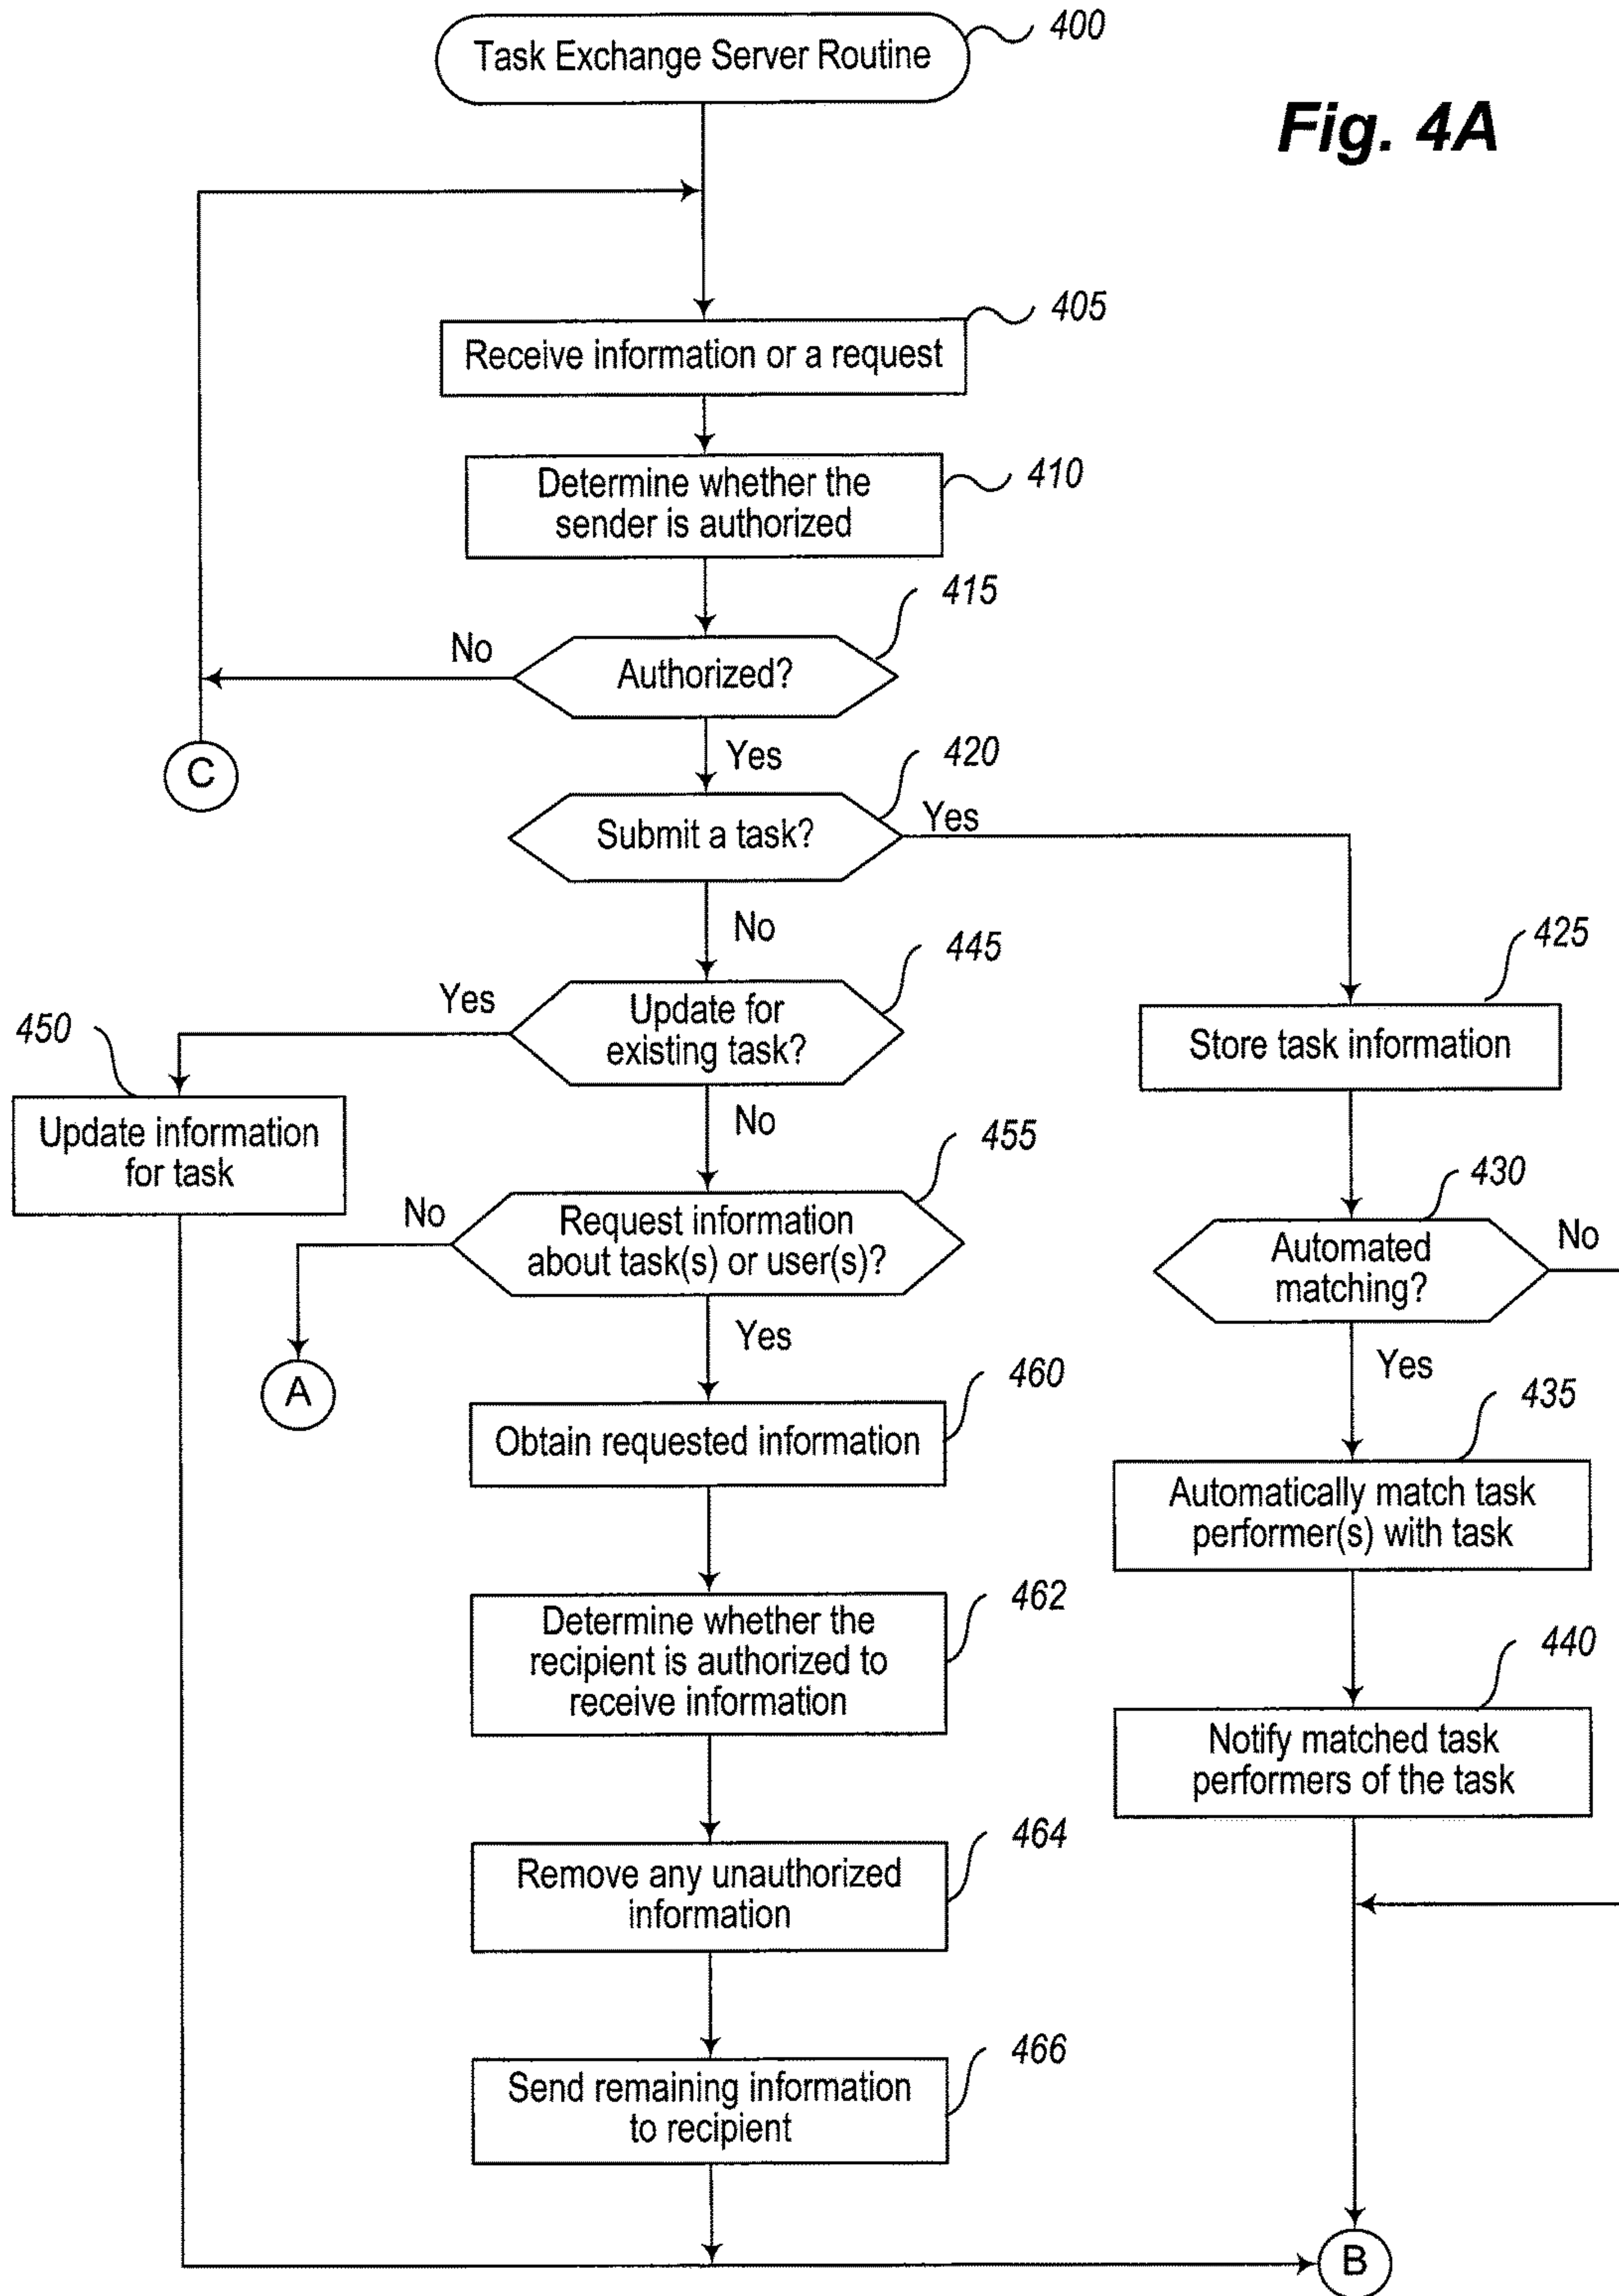 Task Exchange Server Routine
400
Fig. 4A
405
Receive information or a request
410
Determine whether the
sender is authorized
415
No
Authorized?
C
Yes
420
Submit a task?
Yes
No
425
445
Yes
Update for
existing task?
450
Store task information
Update information
for task
No
455
430
No
Request information
about task(s) or user(s)?
Automated
matching?
No
Yes
Yes
A
460
435
Obtain requested information
Automatically match task
performer(s) with task
462
Determine whether the
recipient is authorized to
receive information
440
Notify matched task
performers of the task
464
Remove any unauthorized
information
466
Send remaining information
to recipient
B